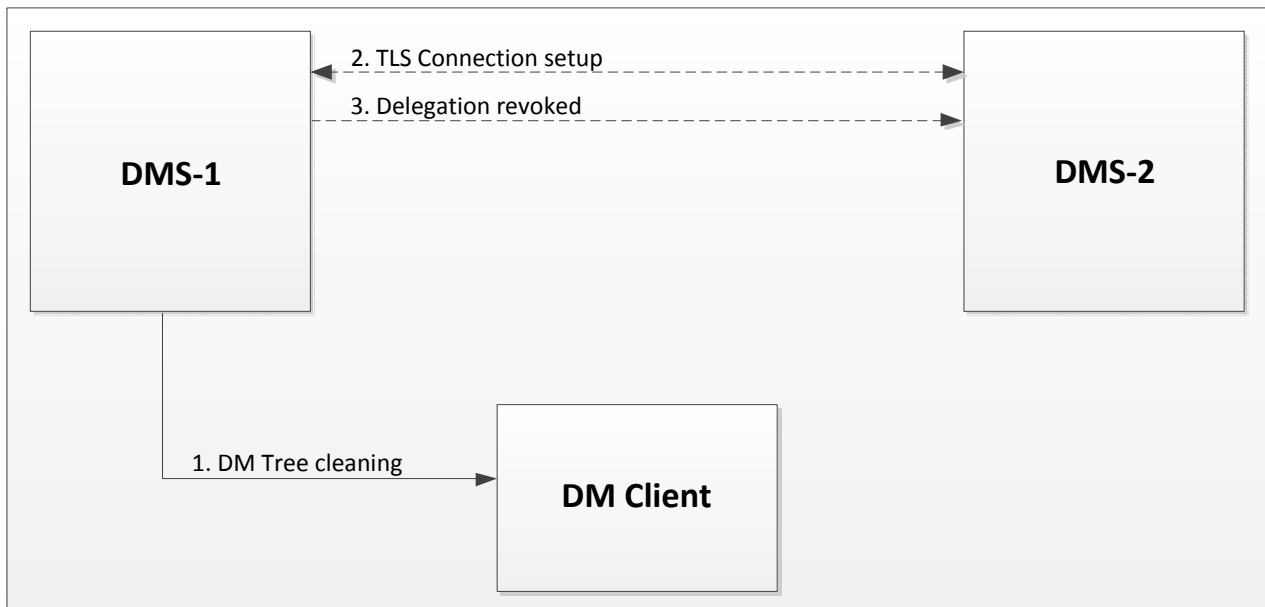 2. TLS Connection setup
3. Delegation revoked
DMS-1
DMS-2
1. DM Tree cleaning
DM Client